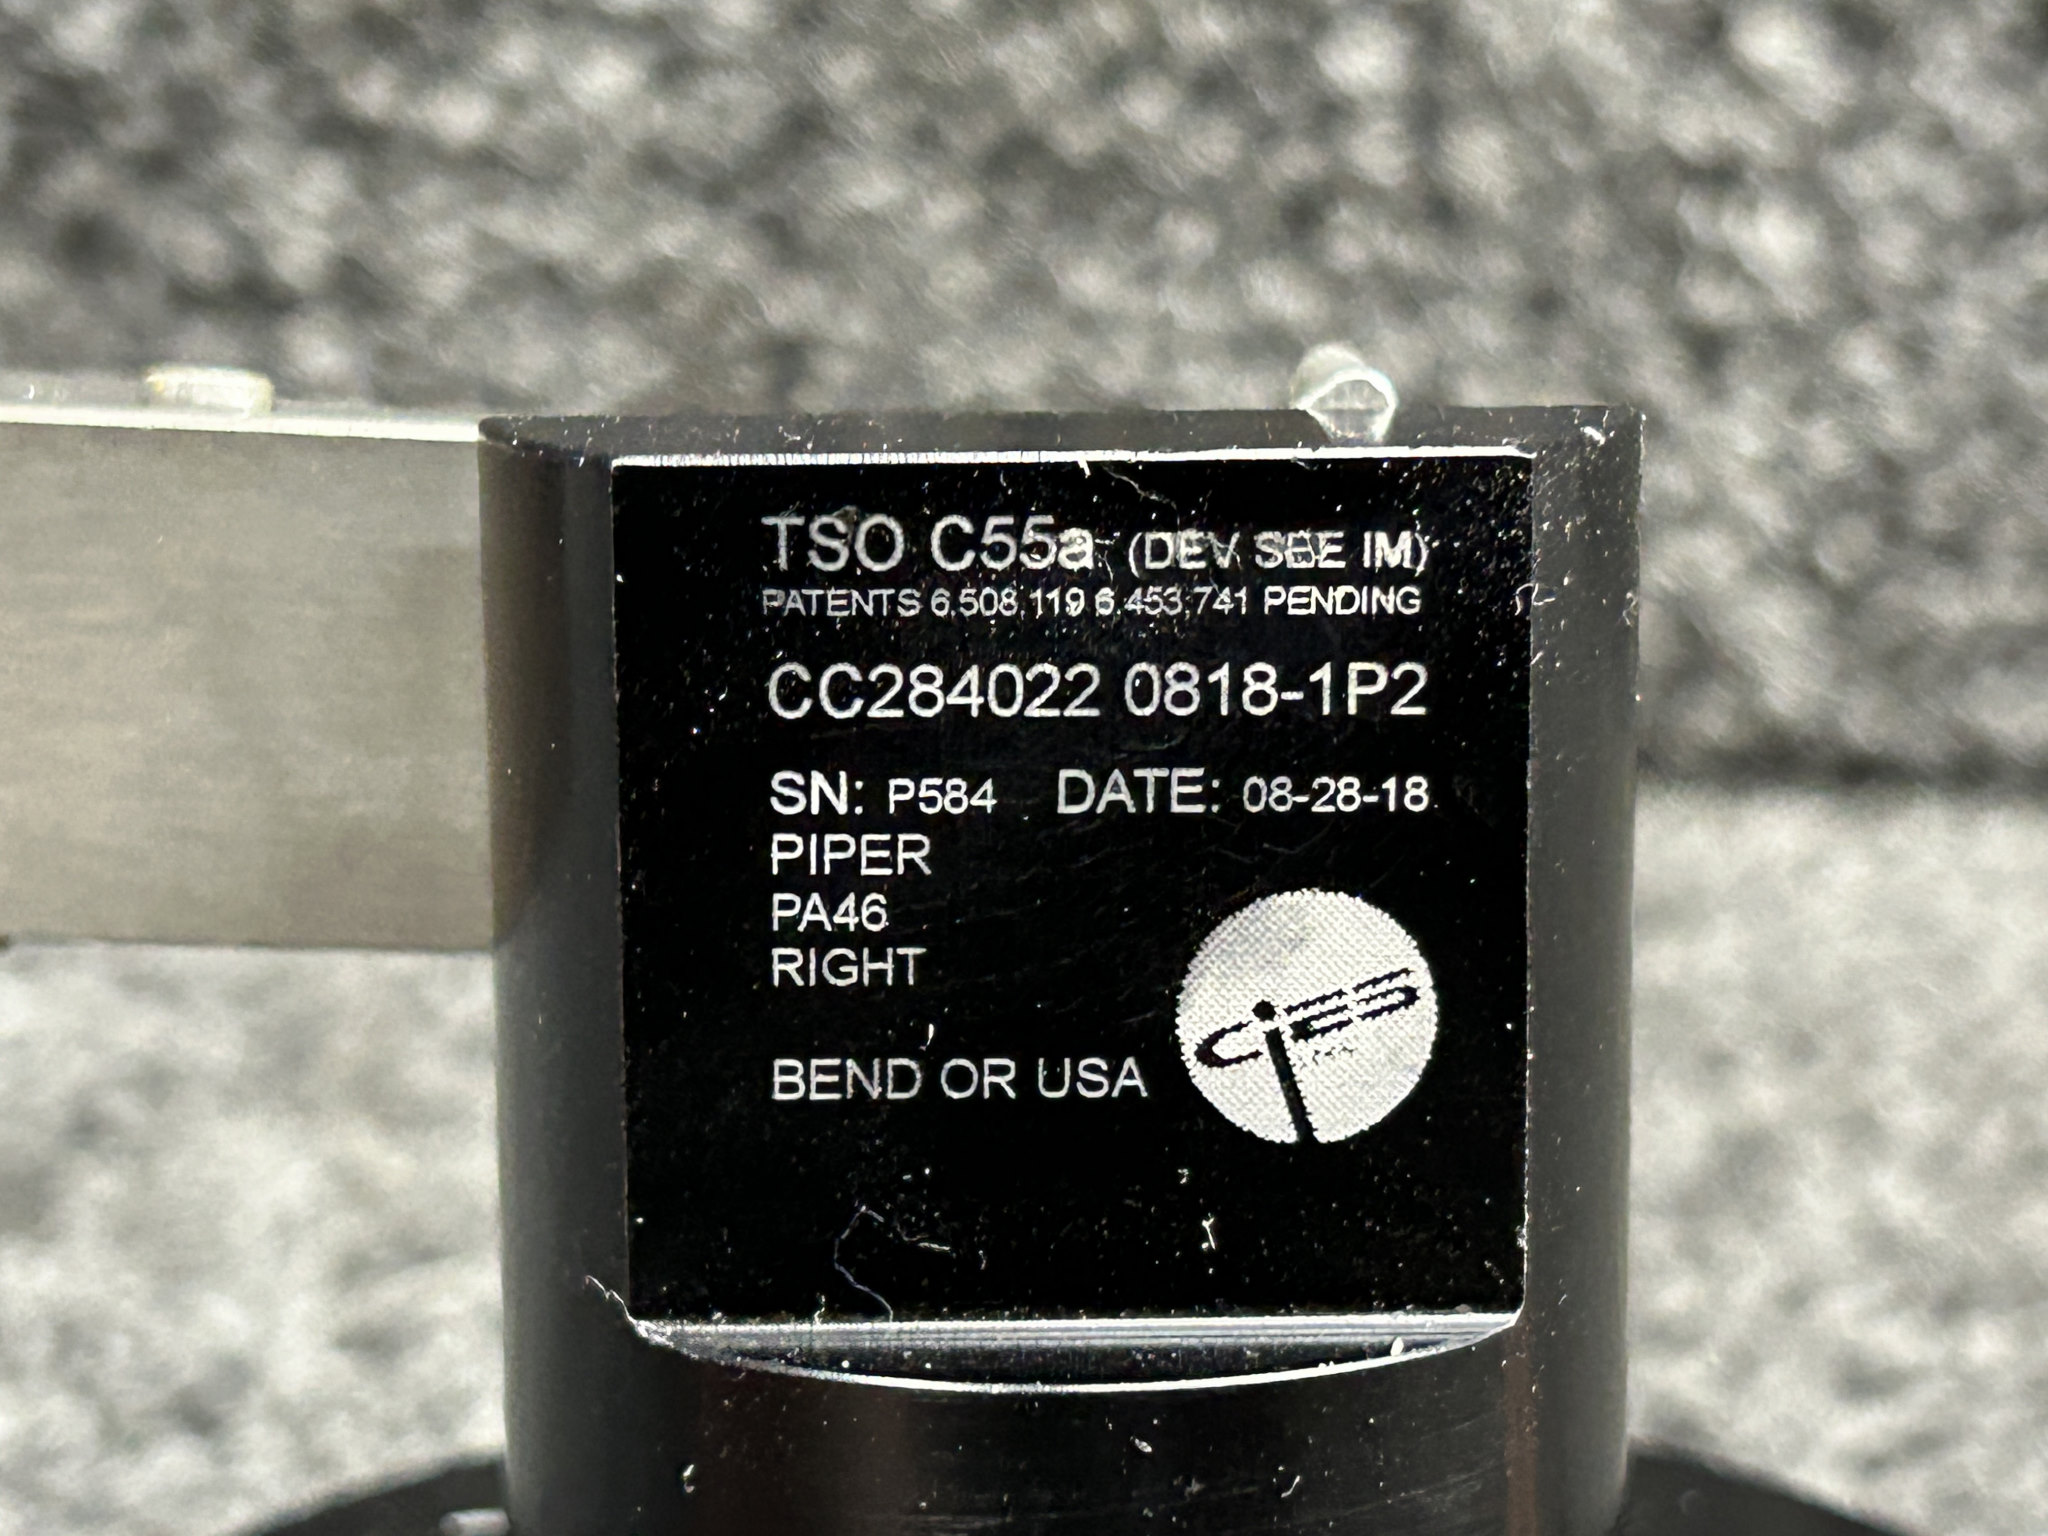 TSO C55a (DEV SEE IM)
PATENTS 6,508,119 6,453,741 PENDING
CC284022 0818-1P2
SN: P584 DATE: 08-28-18
PIPER
PA46
RIGHT
CiES
BEND OR USA